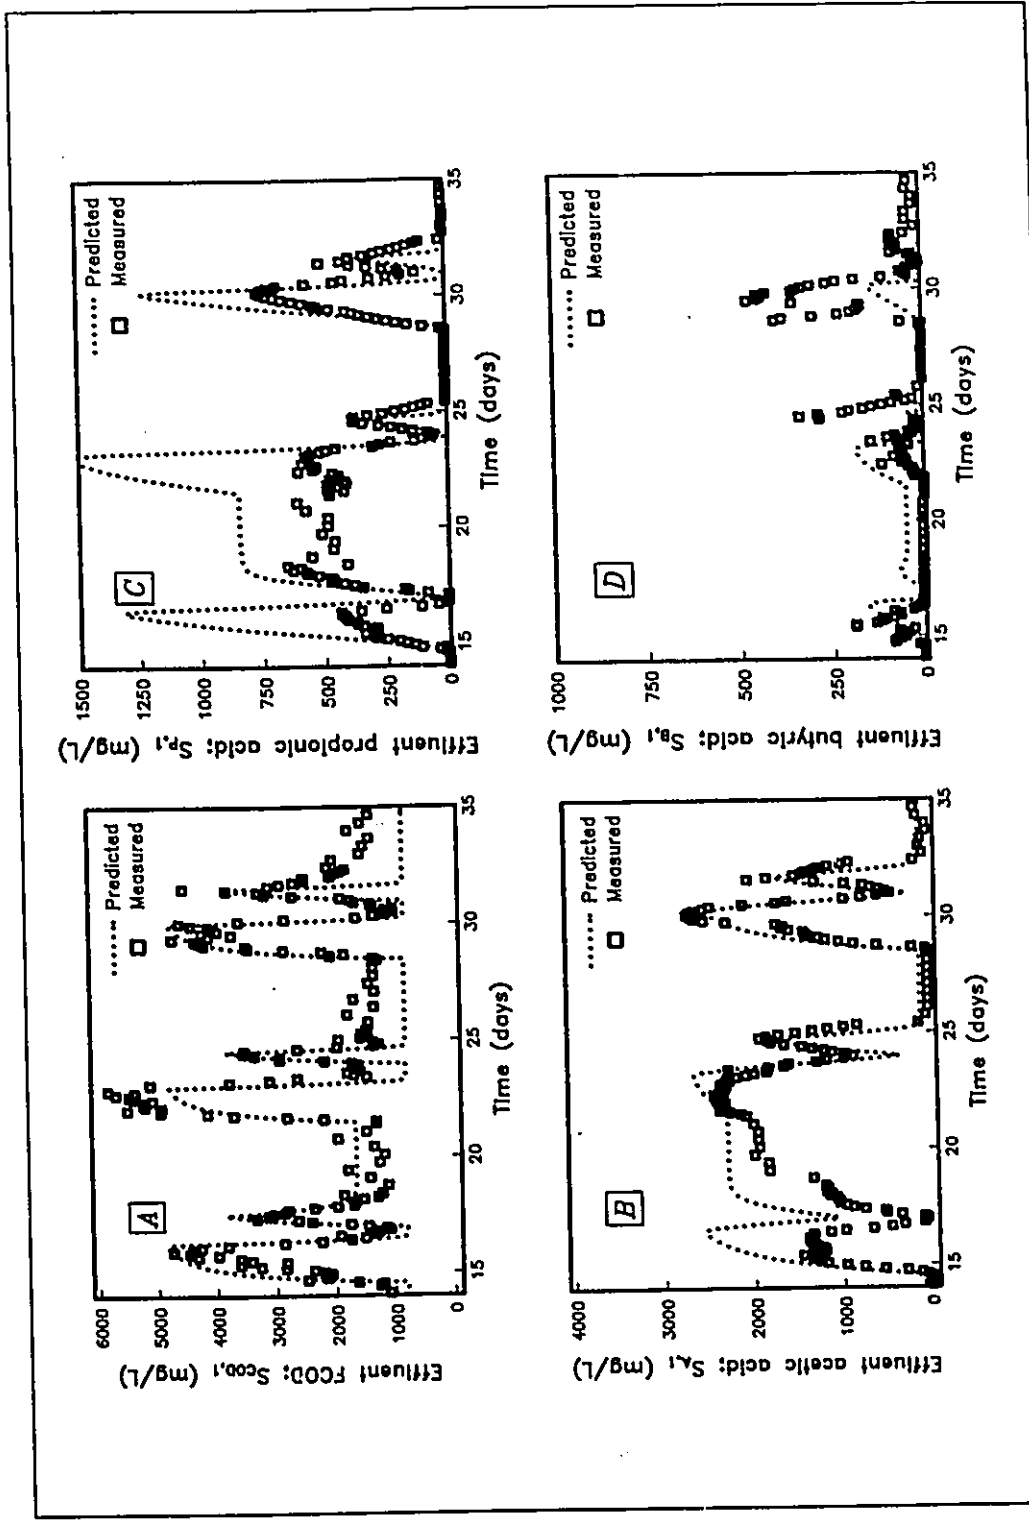 Effluent FCOD; SCOD,1 (mg/L)
6000
5000
4000
3000
2000
1000
0
A
Predicted
Measured
15
20
25
30
35
Time (days)
Effluent propionic acid; SP,1 (mg/L)
1500
1250
1000
750
500
250
0
C
Predicted
Measured
15
20
25
30
35
Time (days)
Effluent acetic acid; SA,1 (mg/L)
4000
3000
2000
1000
0
B
Predicted
Measured
15
20
25
30
35
Time (days)
Effluent butyric acid; SB,1 (mg/L)
1000
750
500
250
0
D
Predicted
Measured
15
20
25
30
35
Time (days)